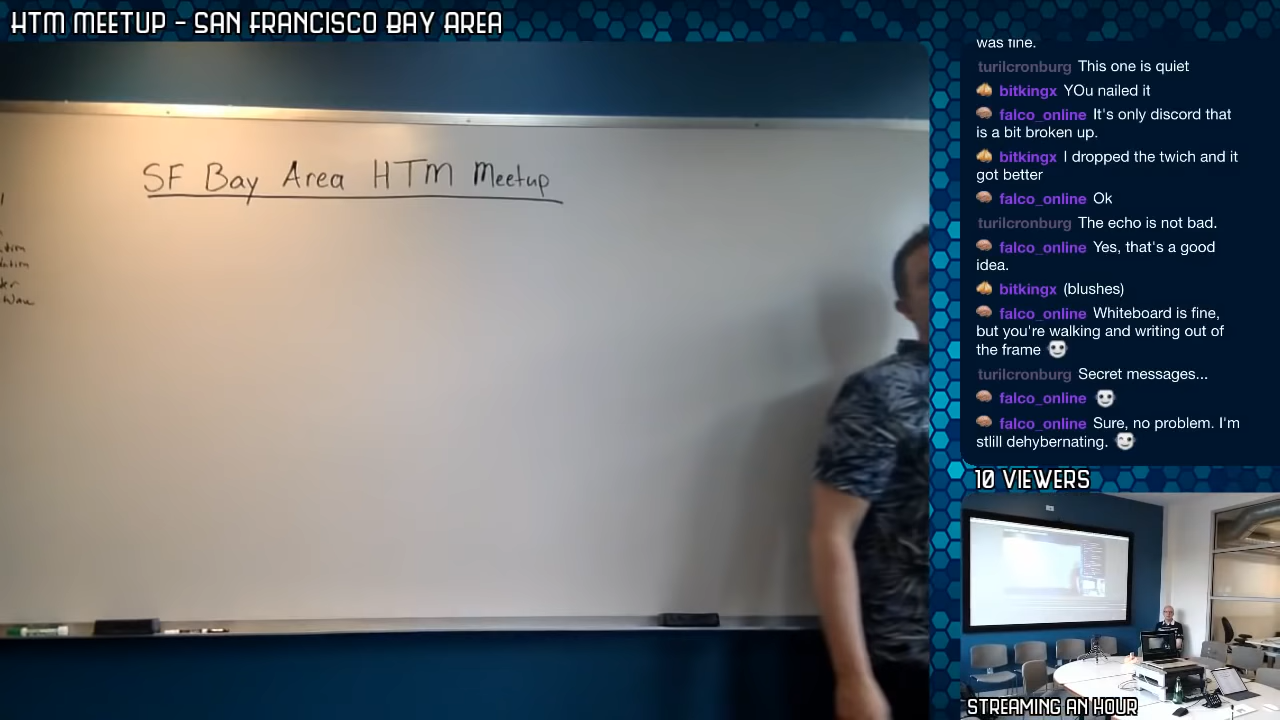 HTM MEETUP - SAN FRANCISCO BAY AREA
SF Bay Area HTM Meetup
was fine.
turilcronburg This one is quiet
bitkingx YOu nailed it
falco_online It's only discord that
is a bit broken up.
bitkingx I dropped the twich and it
got better
falco_online Ok
turilcronburg The echo is not bad.
falco_online Yes, that's a good
idea.
bitkingx (blushes)
falco_online Whiteboard is fine,
but you're walking and writing out of
the frame
turilcronburg Secret messages...
falco_online
falco_online Sure, no problem. I'm
stlill dehybernating.
10 VIEWERS
STREAMING AN HOUR